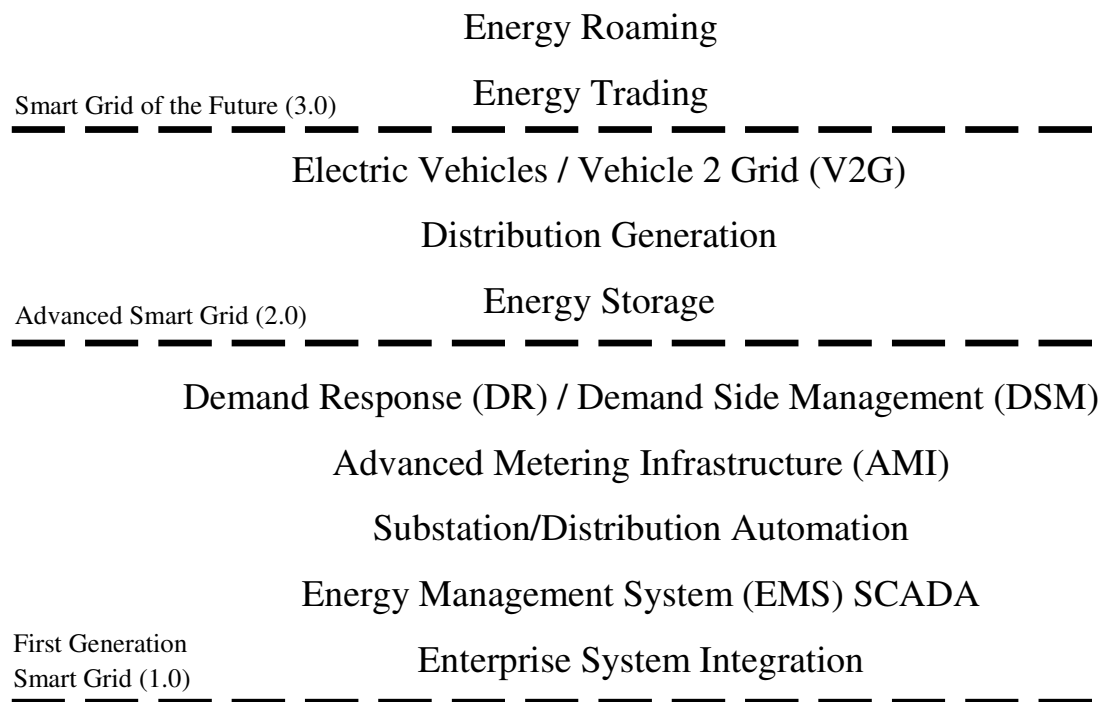 Energy Roaming
Energy Trading
Smart Grid of the Future (3.0)
Electric Vehicles / Vehicle 2 Grid (V2G)
Distribution Generation
Energy Storage
Advanced Smart Grid (2.0)
Demand Response (DR) / Demand Side Management (DSM)
Advanced Metering Infrastructure (AMI)
Substation/Distribution Automation
Energy Management System (EMS) SCADA
Enterprise System Integration
First Generation
Smart Grid (1.0)